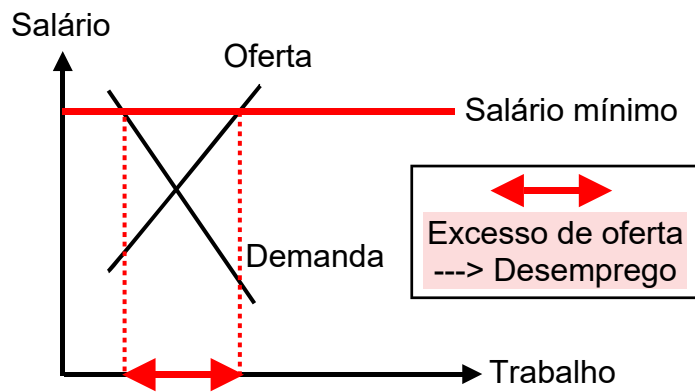 Salário
Oferta
Salário mínimo
Excesso de oferta
---> Desemprego
Demanda
Trabalho